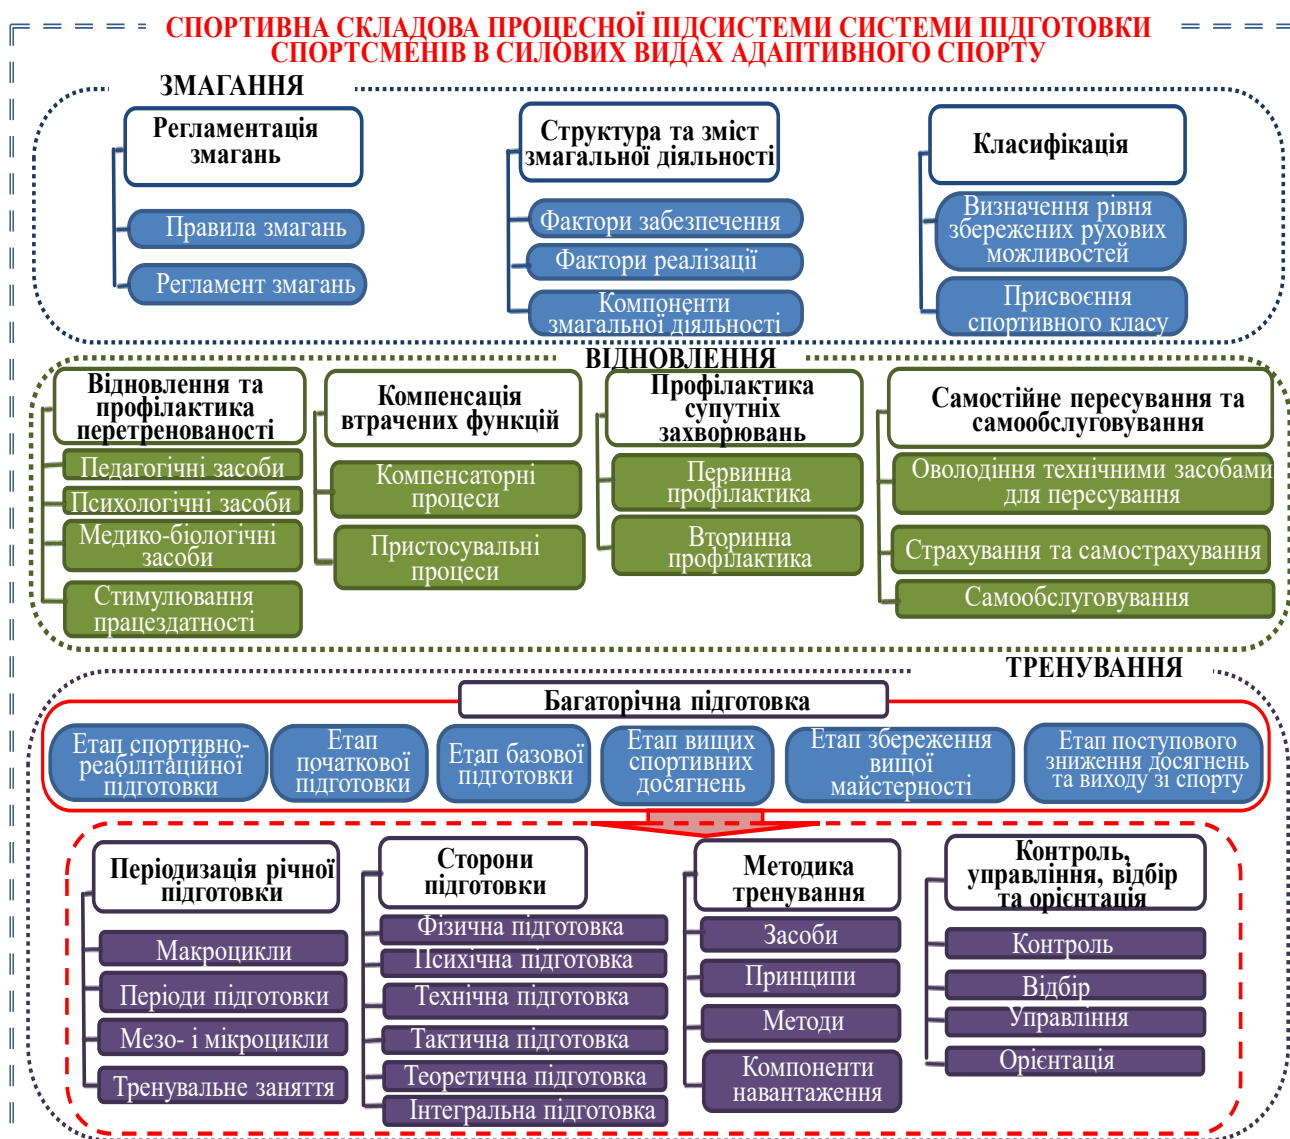 СПОРТИВНА СКЛАДОВА ПРОЦЕСНОЇ ПІДСИСТЕМИ СИСТЕМИ ПІДГОТОВКИ
СПОРТСМЕНІВ В СИЛОВИХ ВИДАХ АДАПТИВНОГО СПОРТУ
ЗМАГАННЯ
Регламентація
змагань
Правила змагань
Регламент змагань
Структура та зміст
змагальної діяльності
Фактори забезпечення
Фактори реалізації
Компоненти
змагальної діяльності
Класифікація
Визначення рівня
збережених рухових
можливостей
Присвоєння
спортивного класу
ВІДНОВЛЕННЯ
Відновлення та
профілактика
перетренованості
Педагогічні засоби
Психологічні засоби
Медико-біологічні
засоби
Стимулювання
працездатності
Компенсація
втрачених функцій
Компенсаторні
процеси
Пристосувальні
процеси
Профілактика
супутніх
захворювань
Первинна
профілактика
Вторинна
профілактика
Самостійне пересування та
самообслуговування
Оволодіння технічними засобами
для пересування
Страхування та самострахування
Самообслуговування
ТРЕНУВАННЯ
Багаторічна підготовка
Етап спортивно-
реабілітаційної
підготовки
Етап
початкової
підготовки
Етап базової
підготовки
Етап вищих
спортивних
досягнень
Етап збереження
вищої
майстерності
Етап поступового
зниження досягнень
та виходу зі спорту
Періодизація річної
підготовки
Макроцикли
Періоди підготовки
Мезо- і мікроцикли
Тренувальне заняття
Сторони
підготовки
Фізична підготовка
Психічна підготовка
Технічна підготовка
Тактична підготовка
Теоретична підготовка
Інтегральна підготовка
Методика
тренування
Засоби
Принципи
Методи
Компоненти
навантаження
Контроль,
управління, відбір
та орієнтація
Контроль
Відбір
Управління
Орієнтація